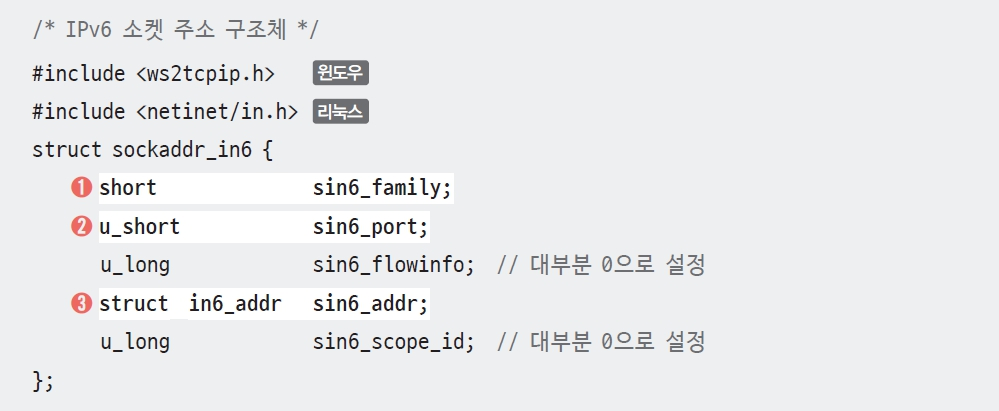 /* IPv6 소켓 주소 구조체 */
#include <ws2tcpip.h> 윈도우
#include <netinet/in.h> 리눅스
struct sockaddr_in6 {
❶ short sin6_family;
❷ u_short sin6_port;
u_long sin6_flowinfo; // 대부분 0으로 설정
❸ struct in6_addr sin6_addr;
u_long sin6_scope_id; // 대부분 0으로 설정
};